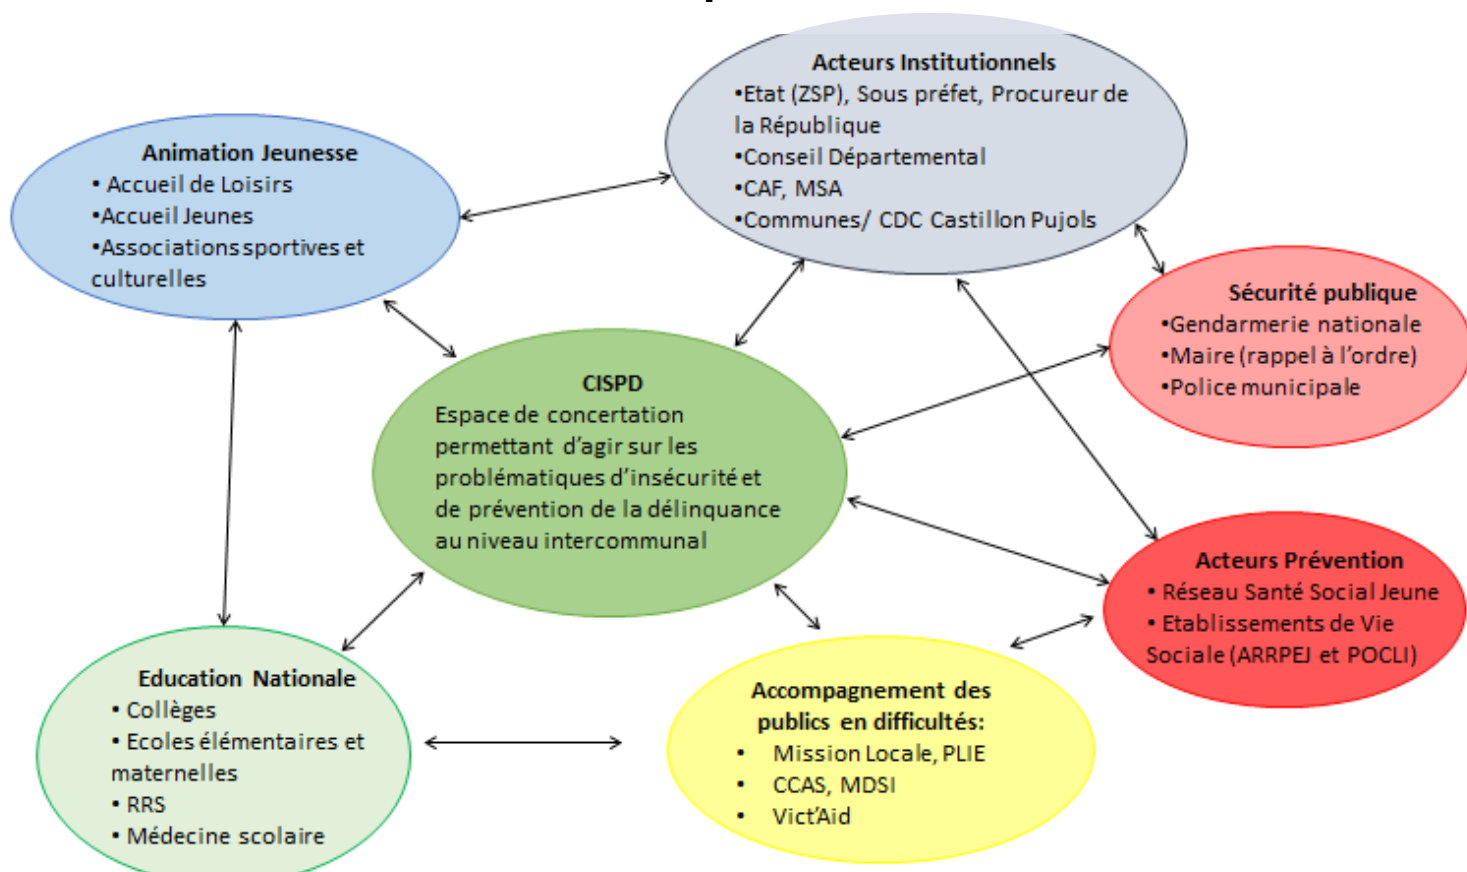 Acteurs Institutionnels
•Etat (ZSP), Sous préfet, Procureur de
la République
•Conseil Départemental
•CAF, MSA
•Communes/ CDC Castillon Pujols
Animation Jeunesse
• Accueil de Loisirs
•Accueil Jeunes
•Associations sportives et
culturelles
Sécurité publique
•Gendarmerie nationale
•Maire (rappel à l’ordre)
•Police municipale
CISPD
Espace de concertation
permettant d’agir sur les
problématiques d’insécurité et
de prévention de la délinquance
au niveau intercommunal
Acteurs Prévention
• Réseau Santé Social Jeune
• Etablissements de Vie
Sociale (ARRPEJ et POCLI)
Education Nationale
• Collèges
• Ecoles élémentaires et
maternelles
• RRS
• Médecine scolaire
Accompagnement des
publics en difficultés:
• Mission Locale, PLIE
• CCAS, MDSI
• Vict’Aid